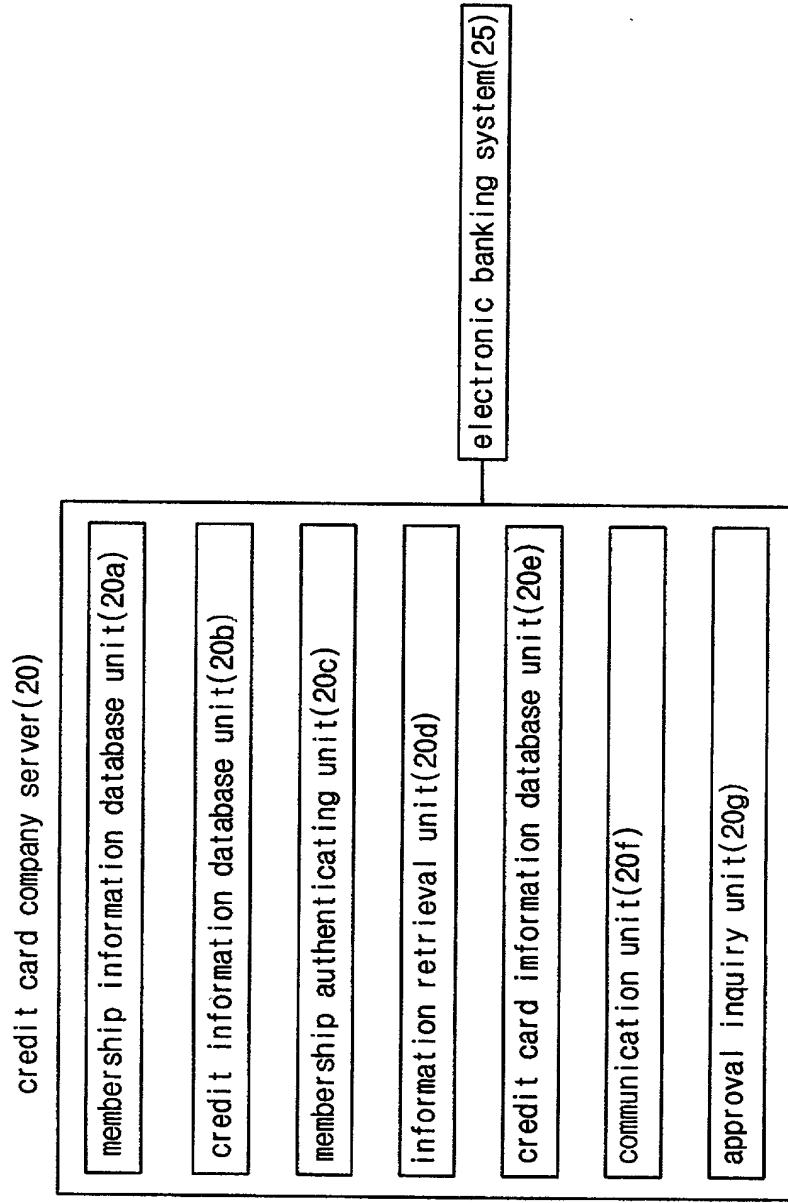 credit card company server(20)
membership information database unit(20a)
credit information database unit(20b)
membership authenticating unit(20c)
information retrieval unit(20d)
credit card imformation database unit(20e)
communication unit(20f)
approval inquiry unit(20g)
electronic banking system(25)